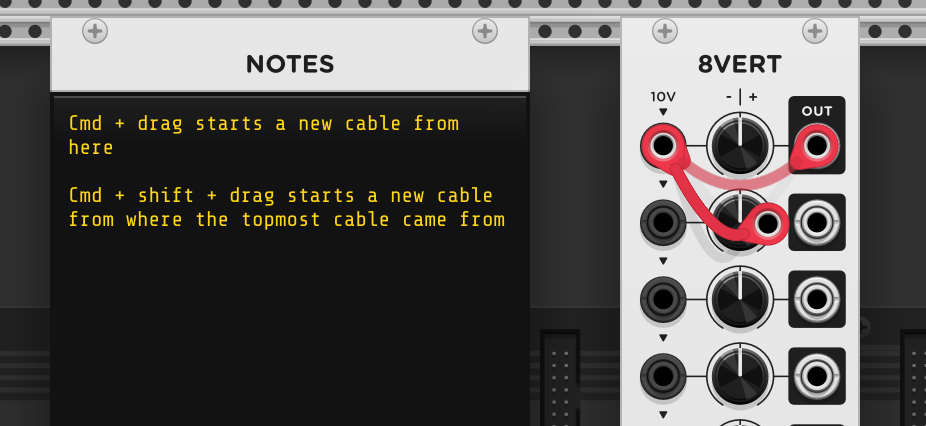 NOTES
Cmd + drag starts a new cable from
here
Cmd + shift + drag starts a new cable
from where the topmost cable came from
8VERT
10V
- | +
OUT